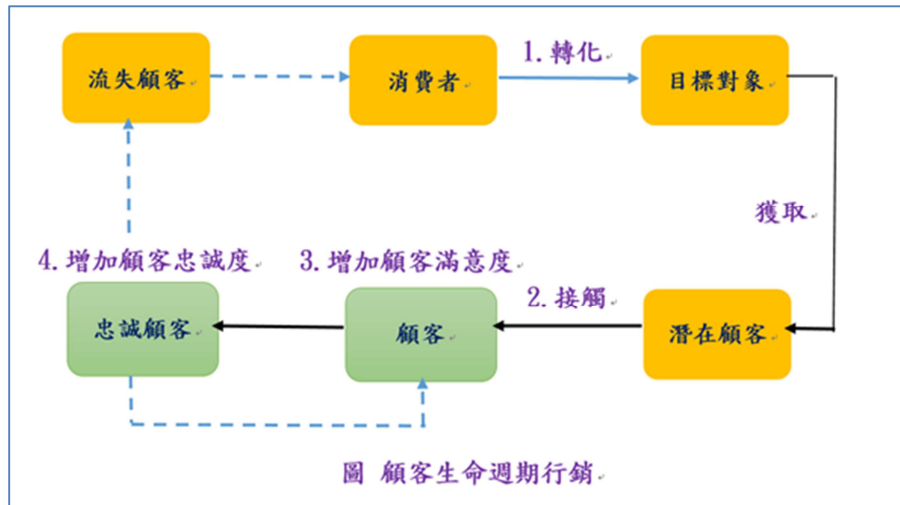 流失顧客
消費者
1.轉化
目標對象
獲取
4.增加顧客忠誠度
3.增加顧客滿意度
2.接觸
忠誠顧客
顧客
潛在顧客
圖 顧客生命週期行銷